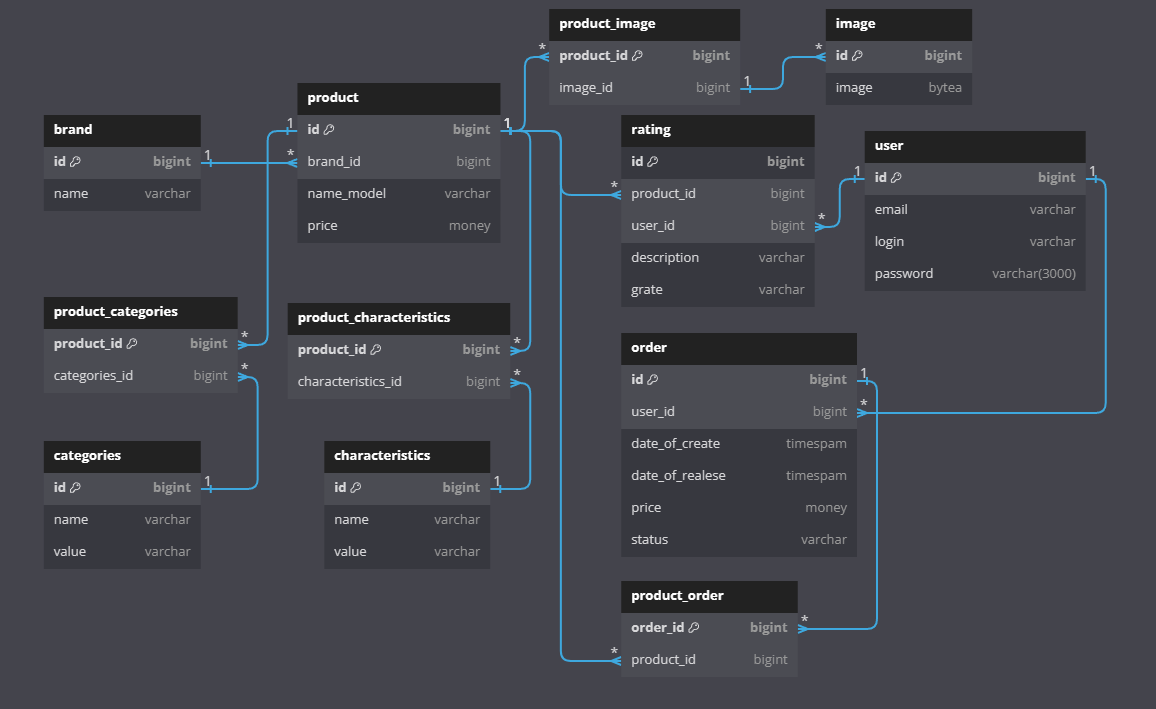 product_image
product_id bigint
image_id bigint
image
id bigint
image bytea
product
id bigint
brand_id bigint
name_model varchar
price money
brand
id bigint
name varchar
rating
id bigint
product_id bigint
user_id bigint
description varchar
grate varchar
user
id bigint
email varchar
login varchar
password varchar(3000)
product_categories
product_id bigint
categories_id bigint
product_characteristics
product_id bigint
characteristics_id bigint
order
id bigint
user_id bigint
date_of_create timespam
date_of_realese timespam
price money
status varchar
categories
id bigint
name varchar
value varchar
characteristics
id bigint
name varchar
value varchar
product_order
order_id bigint
product_id bigint
*
*
1
1
1
1
*
*
1
1
*
*
*
*
*
1
*
1
1
*
*